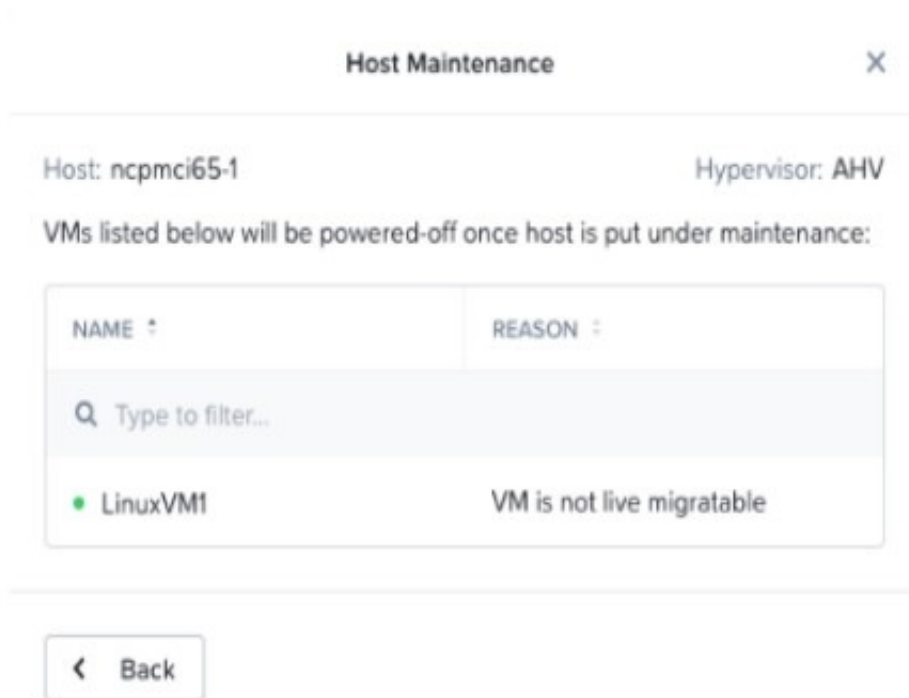 Host Maintenance
Host: ncpmci65-1 Hypervisor: AHV
VMs listed below will be powered-off once host is put under maintenance:
NAME REASON
Type to filter...
LinuxVM1 VM is not live migratable
Back